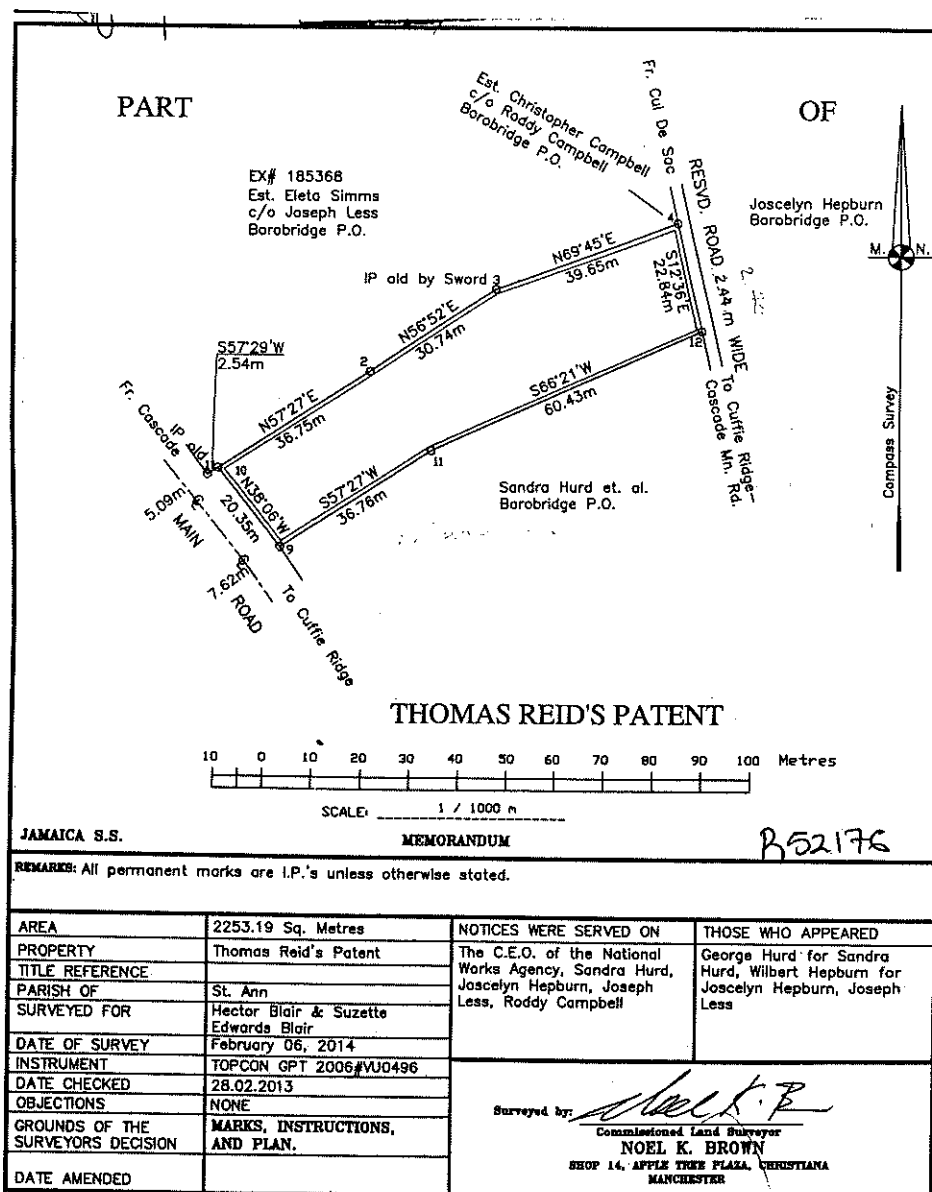 PART
OF
Est. Christopher Campbell
c/o Roddy Campbell
Borobridge P.O.
Fr. Cul De Sac
RESVD. ROAD 2.44 m WIDE
To Cuffie Ridge-
Cascade Mn. Rd.
EX# 185368
Est. Eleta Simms
c/o Joseph Less
Borobridge P.O.
Joscelyn Hepburn
Borobridge P.O.
M.
N.
Compass Survey
IP old by Sword
3
4
N69°45'E
39.65m
S12°36'E
22.84m
12
N56°52'E
30.74m
2
S57°29'W
2.54m
N57°27'E
36.75m
Fr. Cascade
IP old
1
10
N38°06'W
20.35m
S66°21'W
60.43m
11
S57°27'W
36.76m
9
Sandra Hurd et. al.
Borobridge P.O.
5.09m
MAIN
7.62m
ROAD
To Cuffie Ridge
THOMAS REID'S PATENT
10 0 10 20 30 40 50 60 70 80 90 100 Metres
SCALE: 1 / 1000 m
JAMAICA S.S.
MEMORANDUM
R52176
REMARKS: All permanent marks are I.P.'s unless otherwise stated.
AREA
2253.19 Sq. Metres
PROPERTY
Thomas Reid's Patent
TITLE REFERENCE
PARISH OF
St. Ann
SURVEYED FOR
Hector Blair & Suzette
Edwards Blair
DATE OF SURVEY
February 06, 2014
INSTRUMENT
TOPCON GPT 2006#VU0496
DATE CHECKED
28.02.2013
OBJECTIONS
NONE
GROUNDS OF THE
SURVEYORS DECISION
MARKS, INSTRUCTIONS,
AND PLAN.
DATE AMENDED
NOTICES WERE SERVED ON
The C.E.O. of the National
Works Agency, Sandra Hurd,
Joscelyn Hepburn, Joseph
Less, Roddy Campbell
THOSE WHO APPEARED
George Hurd for Sandra
Hurd, Wilbert Hepburn for
Joscelyn Hepburn, Joseph
Less
Surveyed by: Noel K. B
Commissioned Land Surveyor
NOEL K. BROWN
SHOP 14, APPLE TREE PLAZA, CHRISTIANA
MANCHESTER